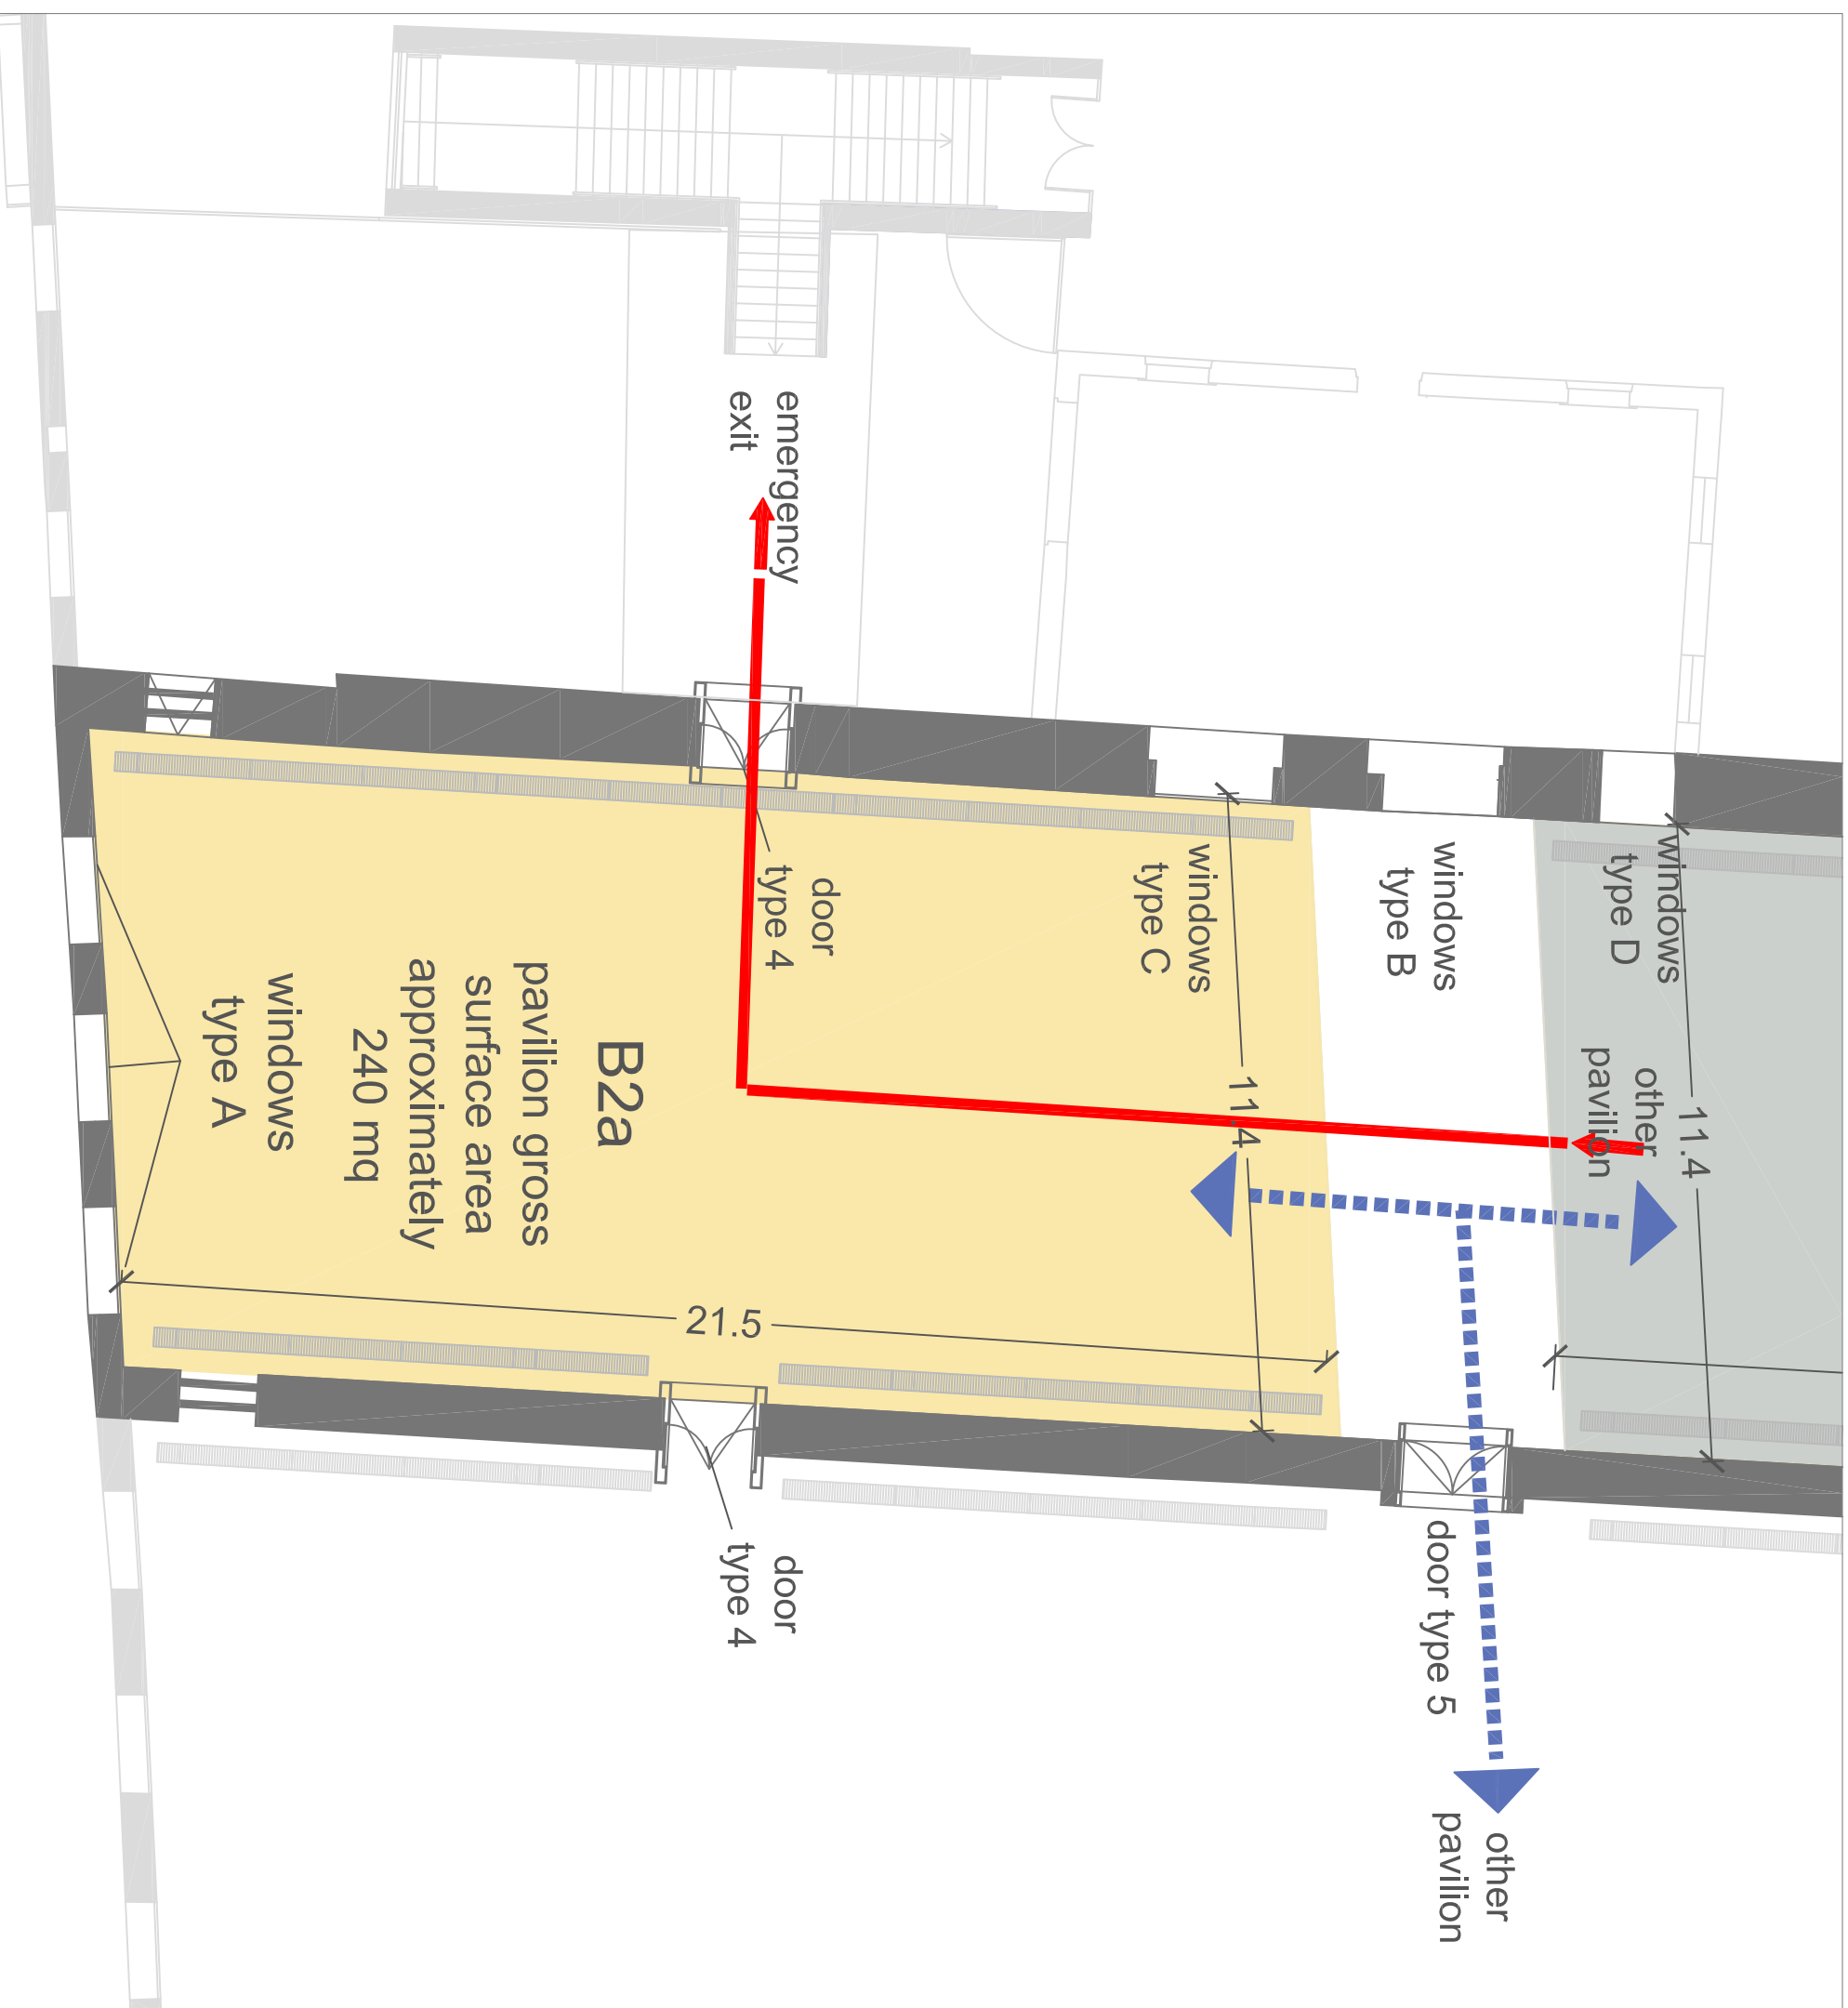 emergency
exit
windows
type D
windows
type B
windows
type C
door
type 4
other
pavilion
11.4
11.4
B2a
pavilion gross
surface area
approximately
240 mq
windows
type A
21.5
door
type 4
door type 5
other
pavilion